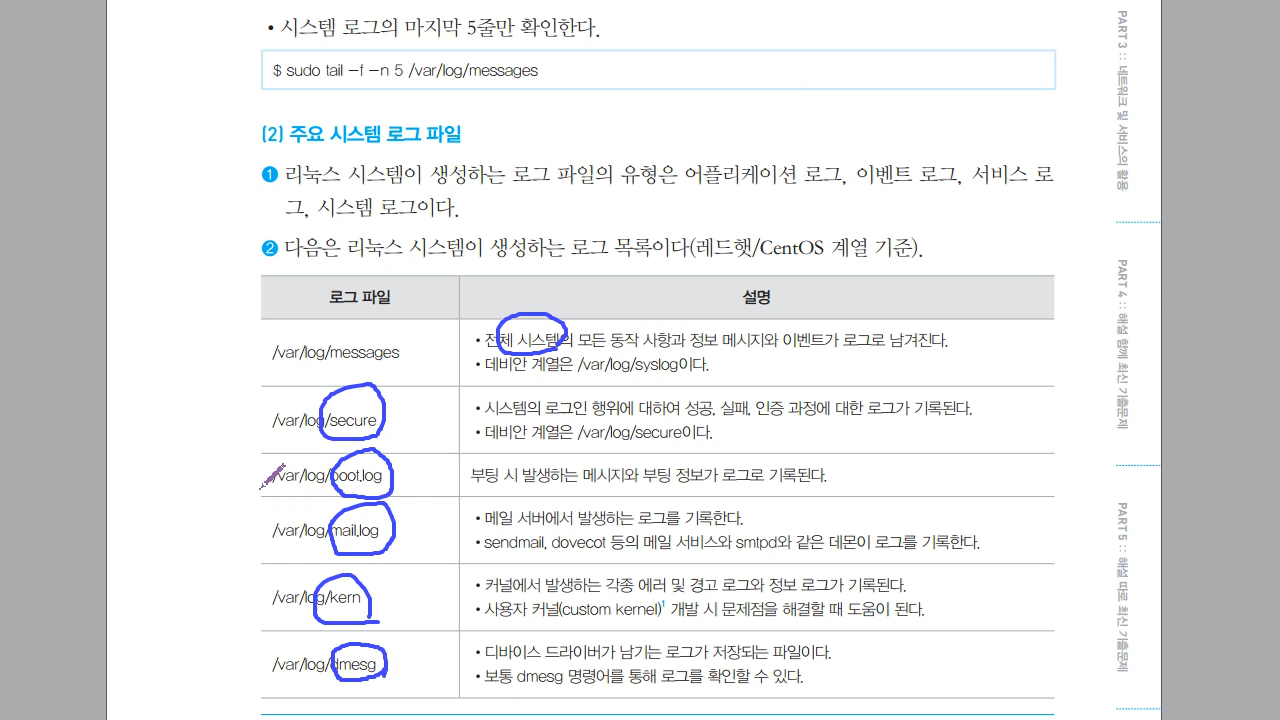 • 시스템 로그의 마지막 5줄만 확인한다.
$ sudo tail –f –n 5 /var/log/messages
(2) 주요 시스템 로그 파일
❶ 리눅스 시스템이 생성하는 로그 파일의 유형은 어플리케이션 로그, 이벤트 로그, 서비스 로
그, 시스템 로그이다.
❷ 다음은 리눅스 시스템이 생성하는 로그 목록이다(레드햇/CentOS 계열 기준).
로그 파일 설명
/var/log/messages
• 전체 시스템의 모든 동작 사항과 정보 메시지와 이벤트가 로그로 남겨진다.
• 데비안 계열은 /var/log/syslog이다.
/var/log/secure
• 시스템의 로그인 행위에 대하여 성공, 실패, 인증 과정에 대한 로그가 기록된다.
• 데비안 계열은 /var/log/secure이다.
/var/log/boot.log 부팅 시 발생하는 메시지와 부팅 정보가 로그로 기록된다.
/var/log/mail.log
• 메일 서버에서 발생하는 로그를 기록한다.
• sendmail, dovecot 등의 메일 서비스와 smtpd와 같은 데몬이 로그를 기록한다.
/var/log/kern
• 커널에서 발생하는 각종 에러와 경고 로그와 정보 로그가 기록된다.
• 사용자 커널(custom kernel)¹ 개발 시 문제점을 해결할 때 도움이 된다.
/var/log/dmesg
• 디바이스 드라이버가 남기는 로그가 저장되는 파일이다.
• 보통 dmesg 명령어를 통해 로그를 확인할 수 있다.
PART 3 :: 네트워크 및 서비스의 활용
PART 4 :: 해설 함께 최신 기출문제
PART 5 :: 해설 따로 최신 기출문제